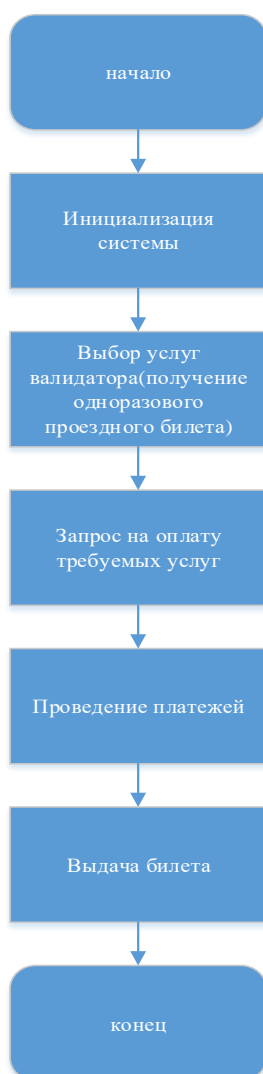 начало
Инициализация
системы
Выбор услуг
валидатора(получение
одноразового
проездного билета)
Запрос на оплату
требуемых услуг
Проведение платежей
Выдача билета
конец